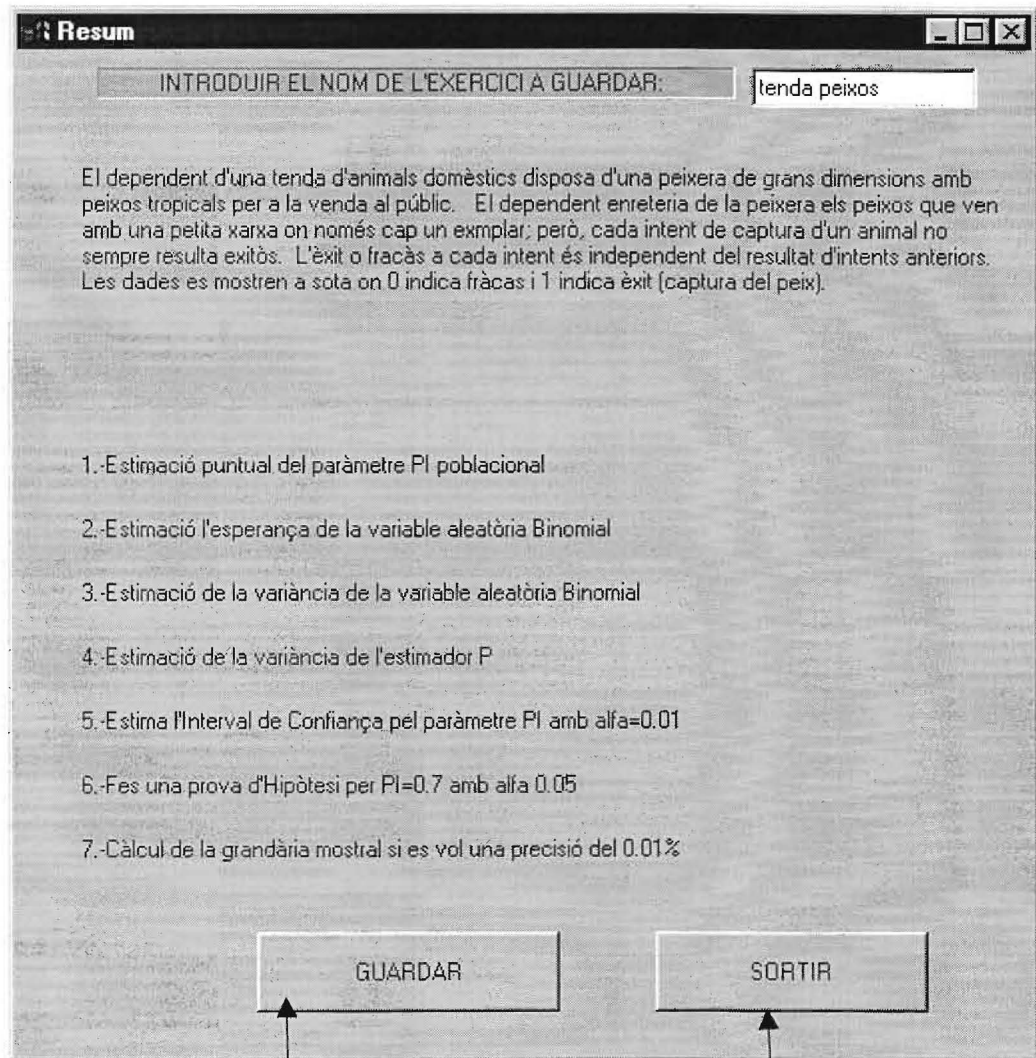 Resum
INTRODUIR EL NOM DE L'EXERCICI A GUARDAR:
tenda peixos
El dependent d'una tenda d'animals domèstics disposa d'una peixera de grans dimensions amb
peixos tropicals per a la venda al públic. El dependent enreteria de la peixera els peixos que ven
amb una petita xarxa on només cap un exmplar; però, cada intent de captura d'un animal no
sempre resulta exitòs. L'èxit o fracàs a cada intent és independent del resultat d'intents anteriors.
Les dades es mostren a sota on 0 indica fràcas i 1 indica èxit (captura del peix).
1.-Estimació puntual del paràmetre PI poblacional
2.-Estimació l'esperança de la variable aleatòria Binomial
3.-Estimació de la variància de la variable aleatòria Binomial
4.-Estimació de la variància de l'estimador P
5.-Estima l'Interval de Confiança pel paràmetre PI amb alfa=0.01
6.-Fes una prova d'Hipòtesi per PI=0.7 amb alfa 0.05
7.-Càlcul de la grandària mostral si es vol una precisió del 0.01%
GUARDAR
SORTIR